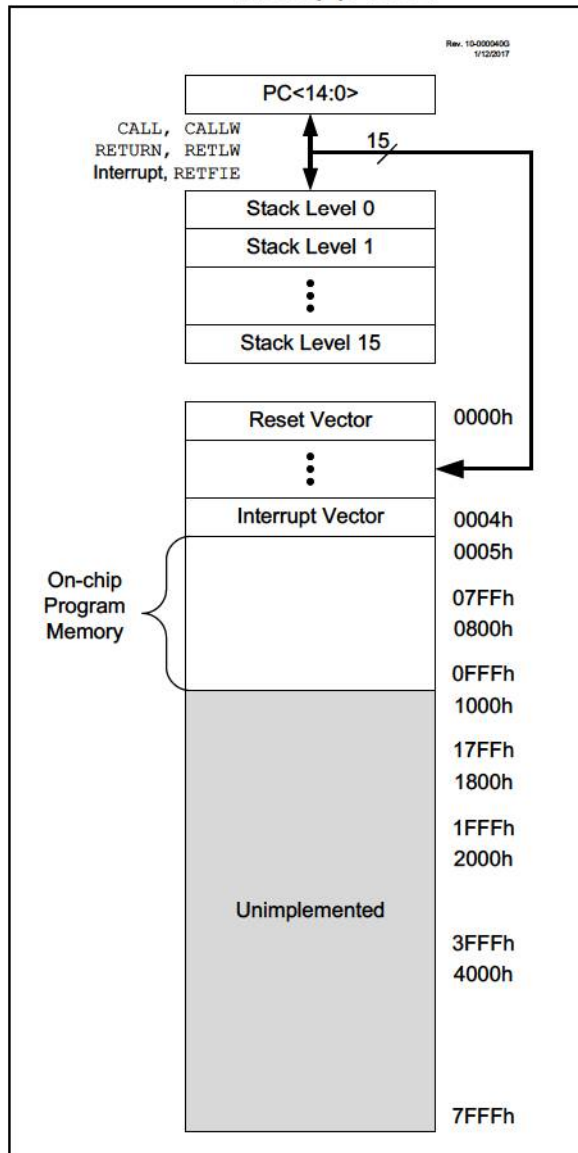 Rev. 10-000040G
1/12/2017
PC<14:0>
CALL, CALLW
RETURN, RETLW
Interrupt, RETFIE
15
Stack Level 0
Stack Level 1
Stack Level 15
Reset Vector
0000h
Interrupt Vector
0004h
0005h
On-chip
Program
Memory
07FFh
0800h
0FFFh
1000h
17FFh
1800h
1FFFh
2000h
Unimplemented
3FFFh
4000h
7FFFh